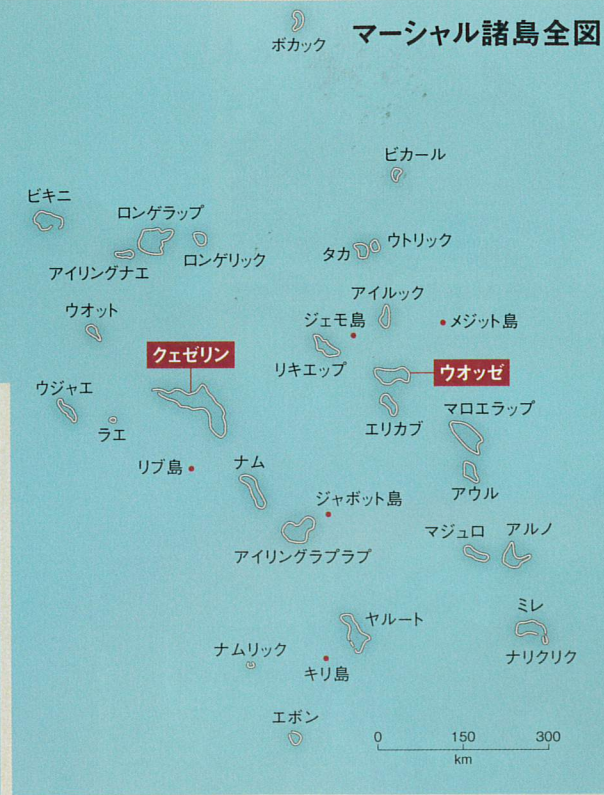 マーシャル諸島全図
ボカック
ビカール
ビキニ
ロンゲラップ
ロンゲリック
アイリングナエ
タカ
ウトリック
ウオット
アイルック
ジェモ島
メジット島
リキエップ
クェゼリン
ウオッゼ
ウジャエ
ラエ
エリカブ
マロエラップ
リブ島
ナム
アウル
ジャボット島
アイリングラプラプ
マジュロ
アルノ
ヤルート
ミレ
ナリクリク
ナムリック
キリ島
エボン
0 150 300
km